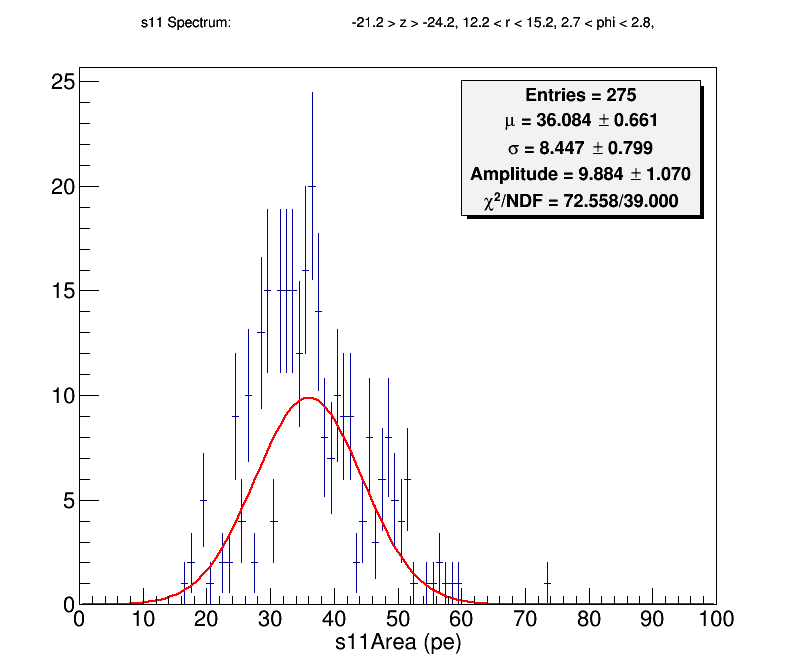 s11 Spectrum: -21.2 > z > -24.2, 12.2 < r < 15.2, 2.7 < phi < 2.8,
25
20
15
10
5
0
Entries = 275
μ = 36.084 ± 0.661
σ = 8.447 ± 0.799
Amplitude = 9.884 ± 1.070
χ²/NDF = 72.558/39.000
0 10 20 30 40 50 60 70 80 90 100
s11Area (pe)